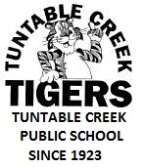 TUNTABLE CREEK
TIGERS
TUNTABLE CREEK
PUBLIC SCHOOL
SINCE 1923